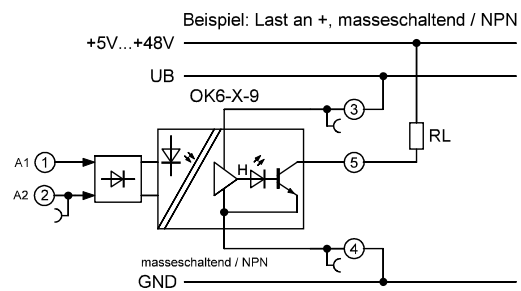 Beispiel: Last an +, masseschaltend / NPN
+5V...+48V
UB
OK6-X-9
3
RL
A1 1
H
5
A2 2
4
masseschaltend / NPN
GND